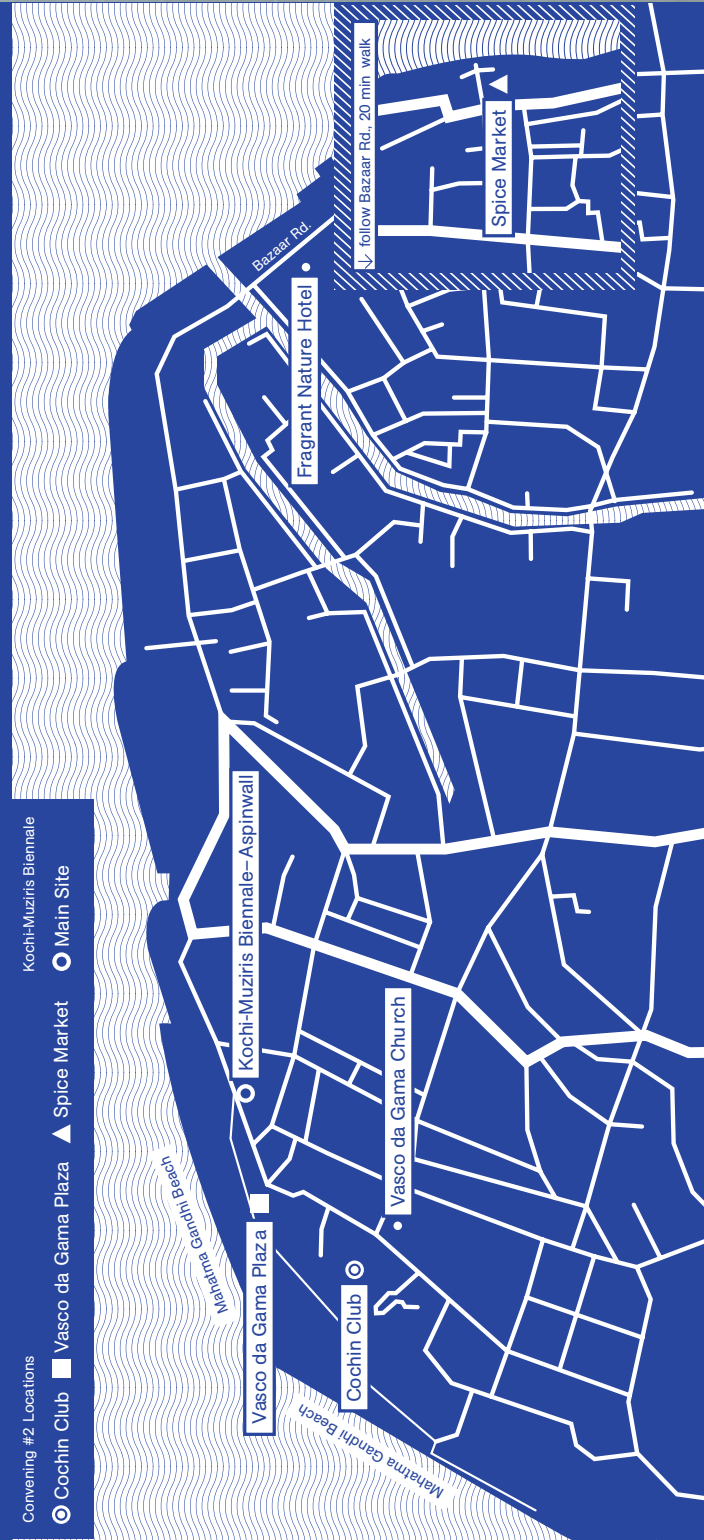 Convening #2 Locations
Kochi-Muziris Biennale
Cochin Club
Vasco da Gama Plaza
Spice Market
Main Site
Mahatma Gandhi Beach
Mahatma Gandhi Beach
Vasco da Gama Plaza
Cochin Club
Vasco da Gama Church
Kochi-Muziris Biennale–Aspinwall
Fragrant Nature Hotel
Bazaar Rd.
← follow Bazaar Rd., 20 min walk
Spice Market